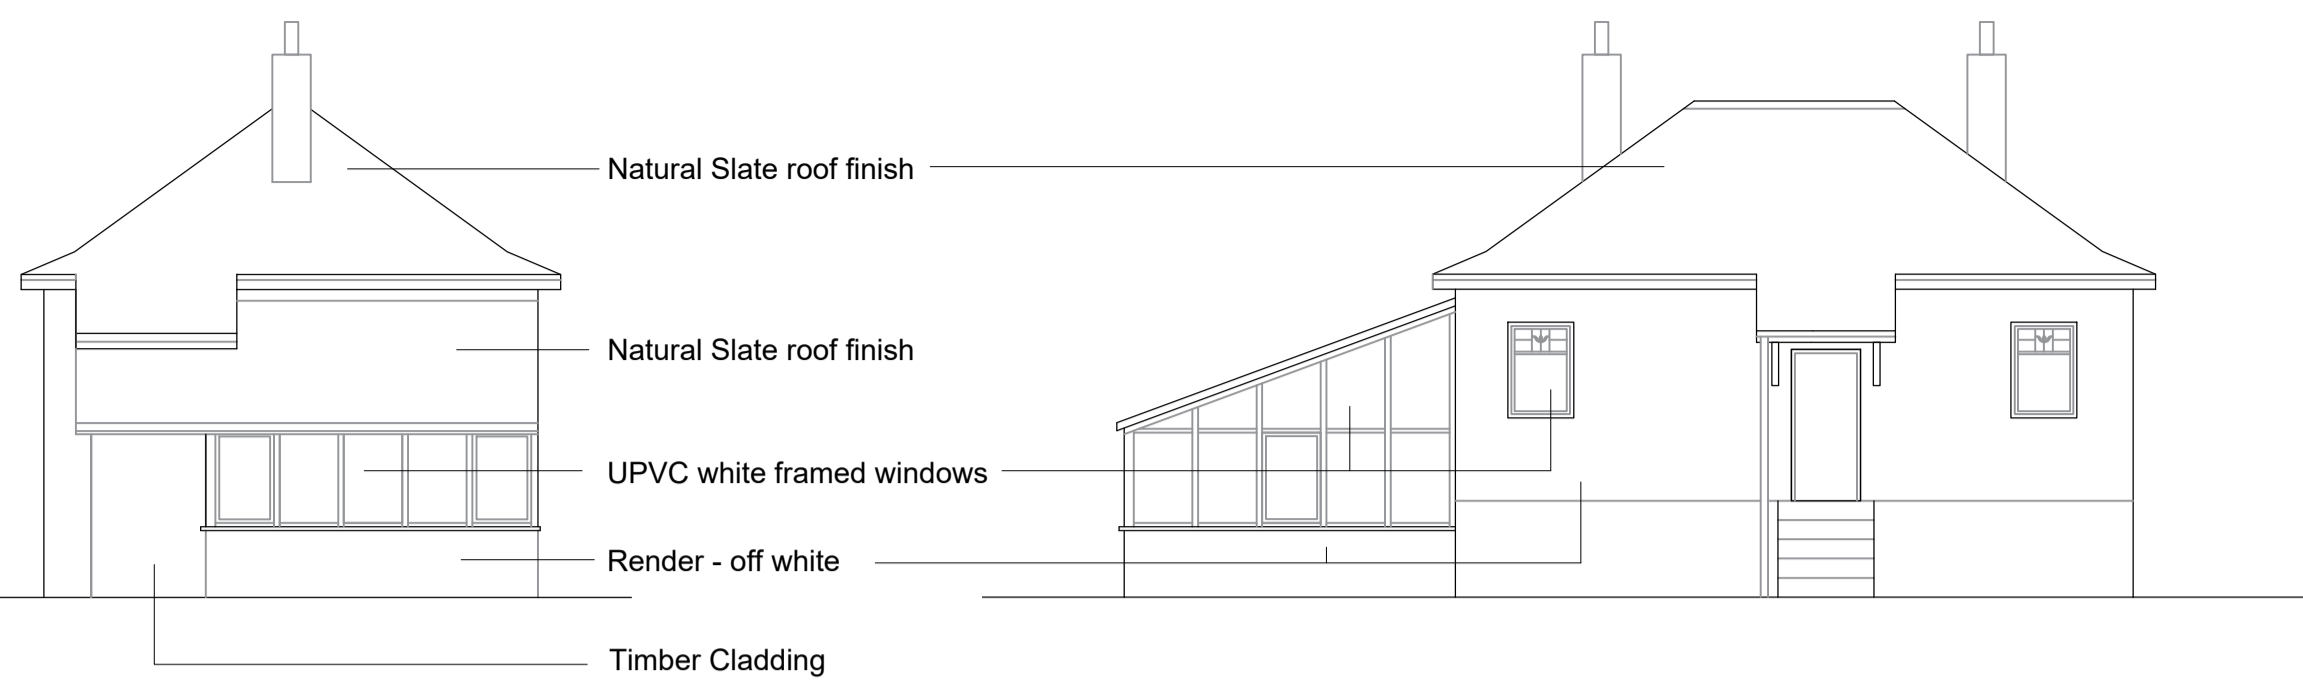 Natural Slate roof finish
Natural Slate roof finish
UPVC white framed windows
Render - off white
Timber Cladding